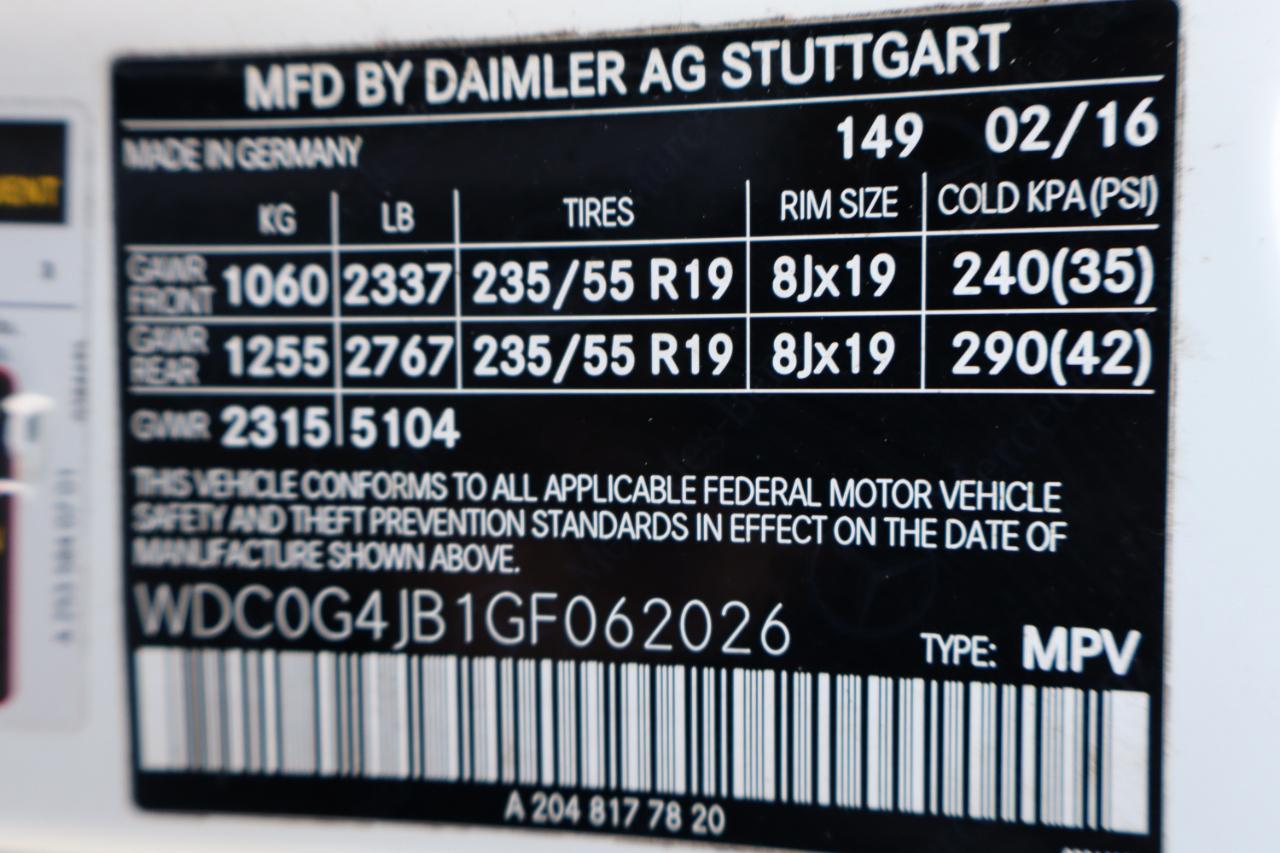 MFD BY DAIMLER AG STUTTGART
MADE IN GERMANY 149 02/16
KG LB TIRES RIM SIZE COLD KPA (PSI)
GAWR FRONT 1060 2337 235/55 R19 8Jx19 240(35)
GAWR REAR 1255 2767 235/55 R19 8Jx19 290(42)
GVWR 2315 5104
THIS VEHICLE CONFORMS TO ALL APPLICABLE FEDERAL MOTOR VEHICLE
SAFETY AND THEFT PREVENTION STANDARDS IN EFFECT ON THE DATE OF
MANUFACTURE SHOWN ABOVE.
WDC0G4JB1GF062026
TYPE: MPV
A 204 817 78 20